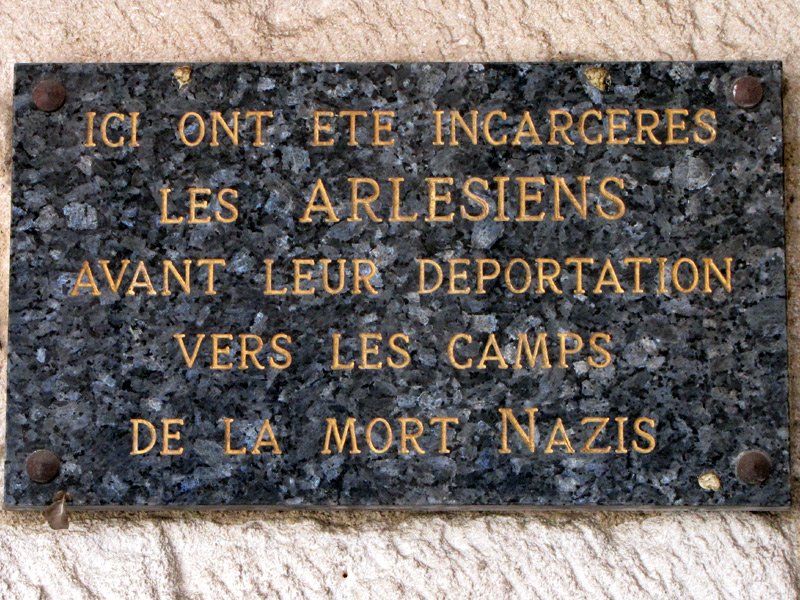 ICI ONT ETE INCARCERES
LES ARLESIENS
AVANT LEUR DEPORTATION
VERS LES CAMPS
DE LA MORT NAZIS